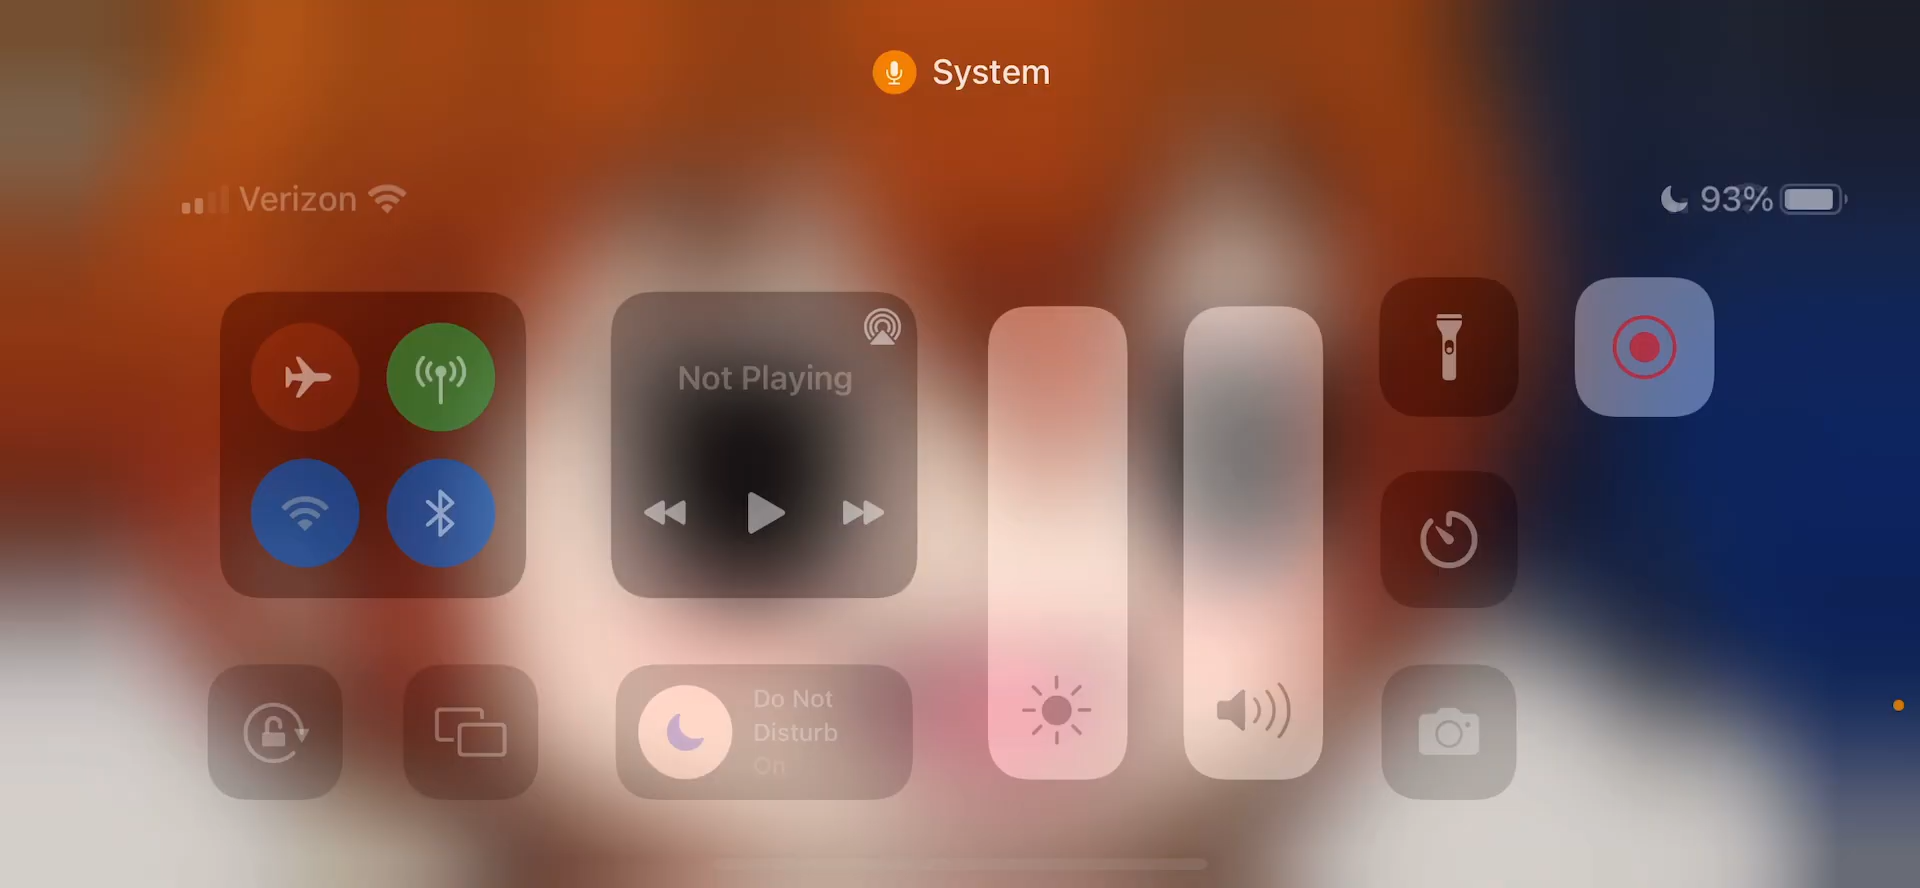 System
Verizon
93%
Not Playing
Do Not
Disturb
On